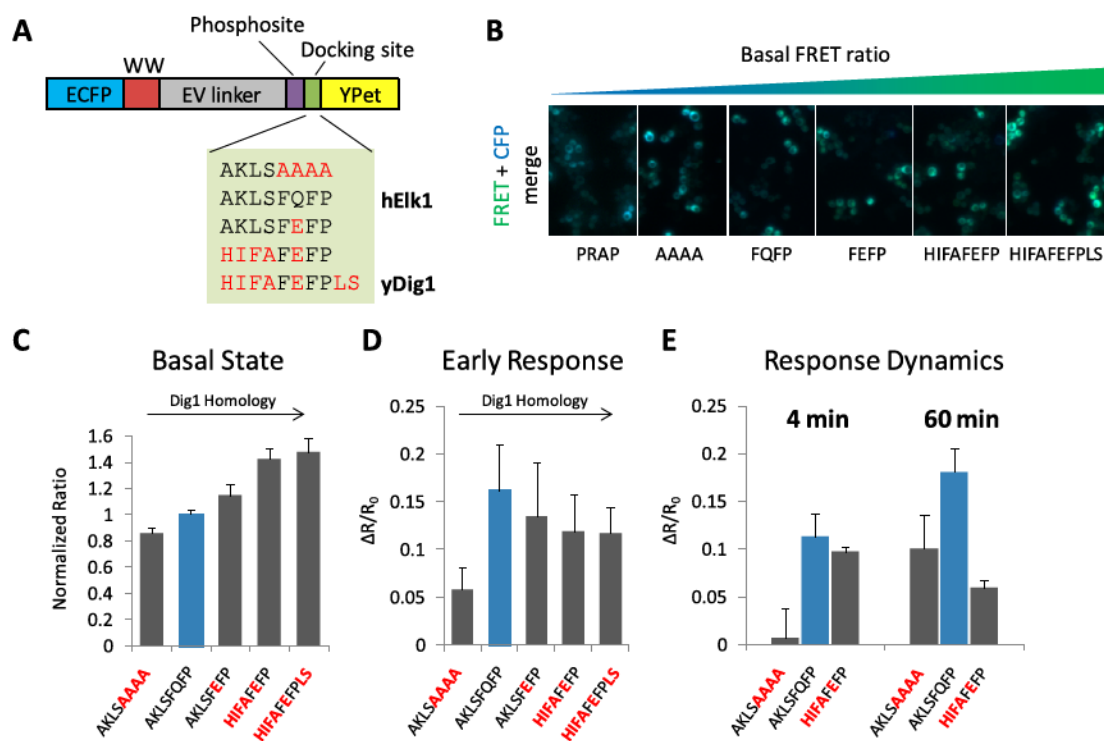 A
Phosphosite
Docking site
WW
ECFP
EV linker
YPet
AKLSAAAA
AKLSFQFP
hElk1
AKLSFEFP
HIFAFEFP
HIFAFEFPLS
yDig1
B
Basal FRET ratio
FRET + CFP
merge
PRAP
AAAA
FQFP
FEFP
HIFAFEFP
HIFAFEFPLS
C
Basal State
Dig1 Homology
Normalized Ratio
1.6
1.4
1.2
1
0.8
0.6
0.4
0.2
0
AKLSAAAA
AKLSFQFP
AKLSFEFP
HIFAFEFP
HIFAFEFPLS
D
Early Response
Dig1 Homology
ΔR/R0
0.25
0.2
0.15
0.1
0.05
0
AKLSAAAA
AKLSFQFP
AKLSFEFP
HIFAFEFP
HIFAFEFPLS
E
Response Dynamics
4 min
60 min
ΔR/R0
0.25
0.2
0.15
0.1
0.05
0
AKLSAAAA
AKLSFQFP
HIFAFEFP
AKLSAAAA
AKLSFQFP
HIFAFEFP